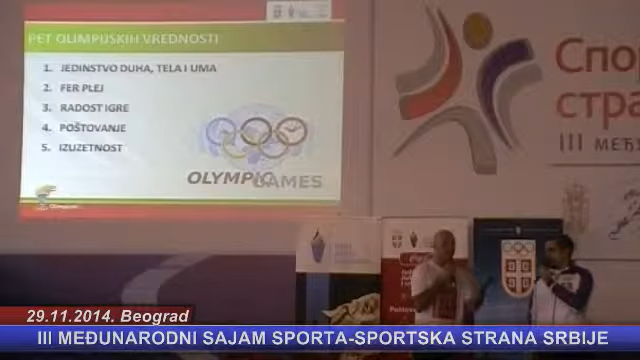 PET OLIMPIJSKIH VREDNOSTI
1. JEDINSTVO DUHA, TELA I UMA
2. FER PLEJ
3. RADOST IGRE
4. POŠTOVANJE
5. IZUZETNOST
OLYMPIC GAMES
Спор
стра
III МЕЂУ
29.11.2014. Beograd
III MEĐUNARODNI SAJAM SPORTA-SPORTSKA STRANA SRBIJE